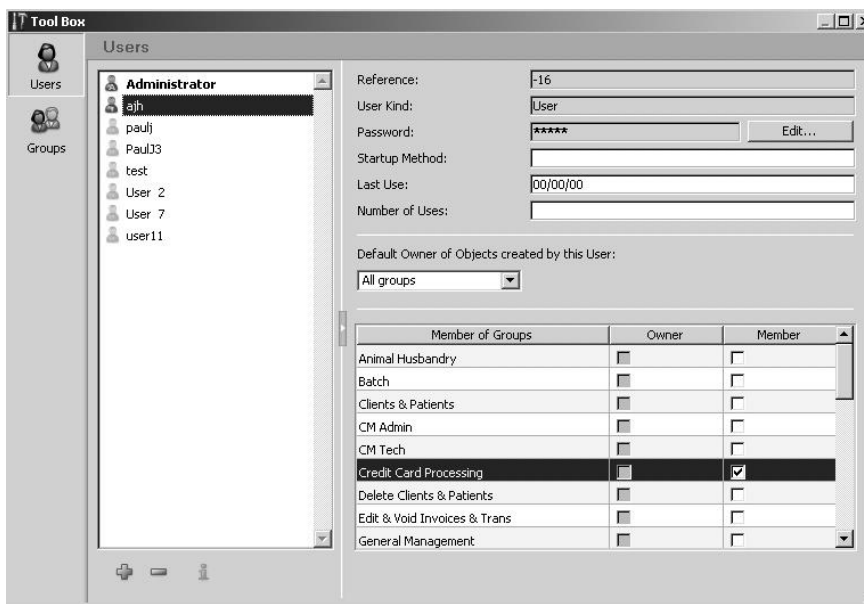 Tool Box
Users
Users
Groups
Administrator
ajh
paulj
PaulJ3
test
User 2
User 7
user11
Reference: -16
User Kind: User
Password: ***** Edit...
Startup Method:
Last Use: 00/00/00
Number of Uses:
Default Owner of Objects created by this User:
All groups
Member of Groups Owner Member
Animal Husbandry
Batch
Clients & Patients
CM Admin
CM Tech
Credit Card Processing
Delete Clients & Patients
Edit & Void Invoices & Trans
General Management